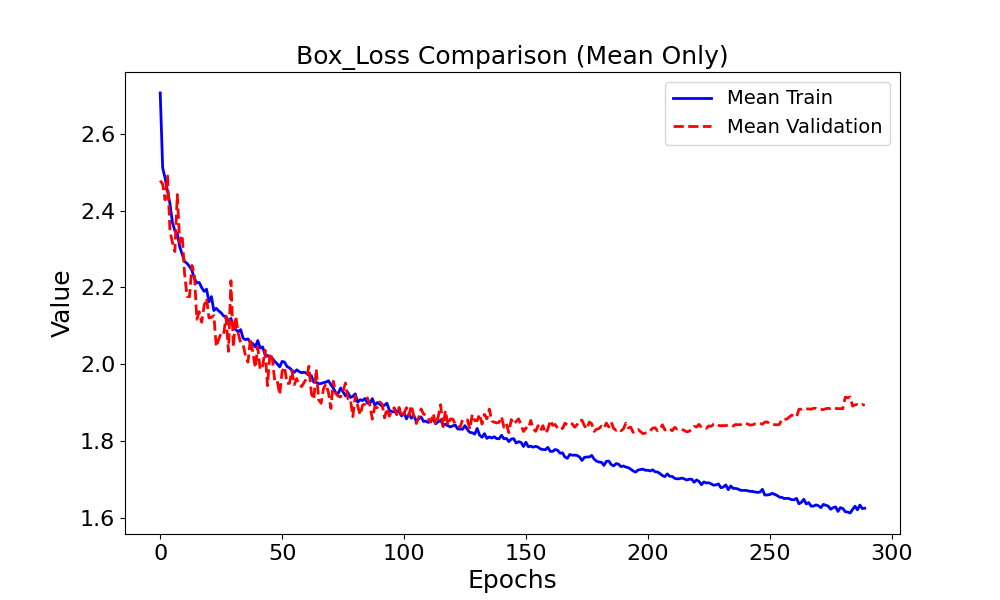 Box_Loss Comparison (Mean Only)
Mean Train
Mean Validation
Value
2.6
2.4
2.2
2.0
1.8
1.6
0 50 100 150 200 250 300
Epochs